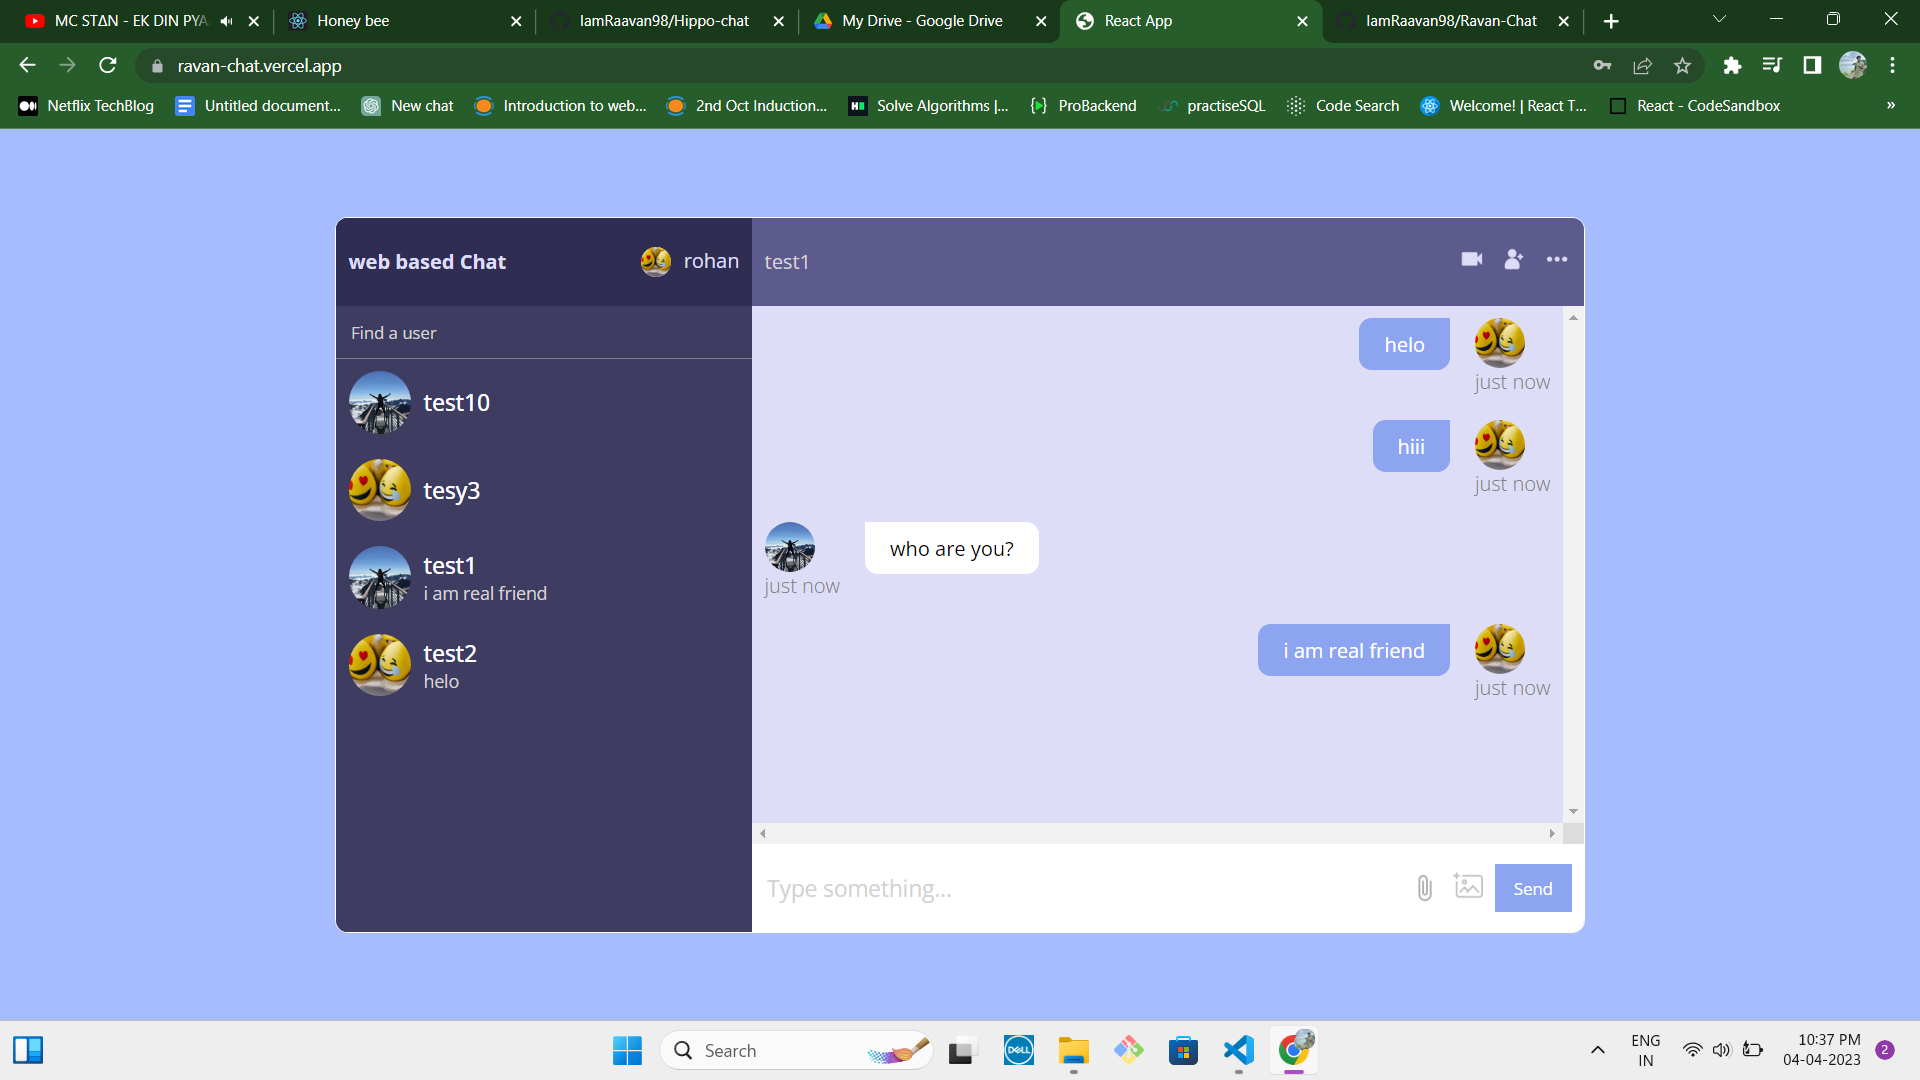 MC STΔN - EK DIN PYA
Honey bee
IamRaavan98/Hippo-chat
My Drive - Google Drive
React App
IamRaavan98/Ravan-Chat
ravan-chat.vercel.app
Netflix TechBlog
Untitled document...
New chat
Introduction to web...
2nd Oct Induction...
Solve Algorithms |...
ProBackend
practiseSQL
Code Search
Welcome! | React T...
React - CodeSandbox
»
web based Chat
rohan
test1
Find a user
test10
tesy3
test1
i am real friend
test2
helo
helo
just now
hiii
just now
who are you?
just now
i am real friend
just now
Type something...
Send
Search
DELL
ENG
IN
10:37 PM
04-04-2023
2